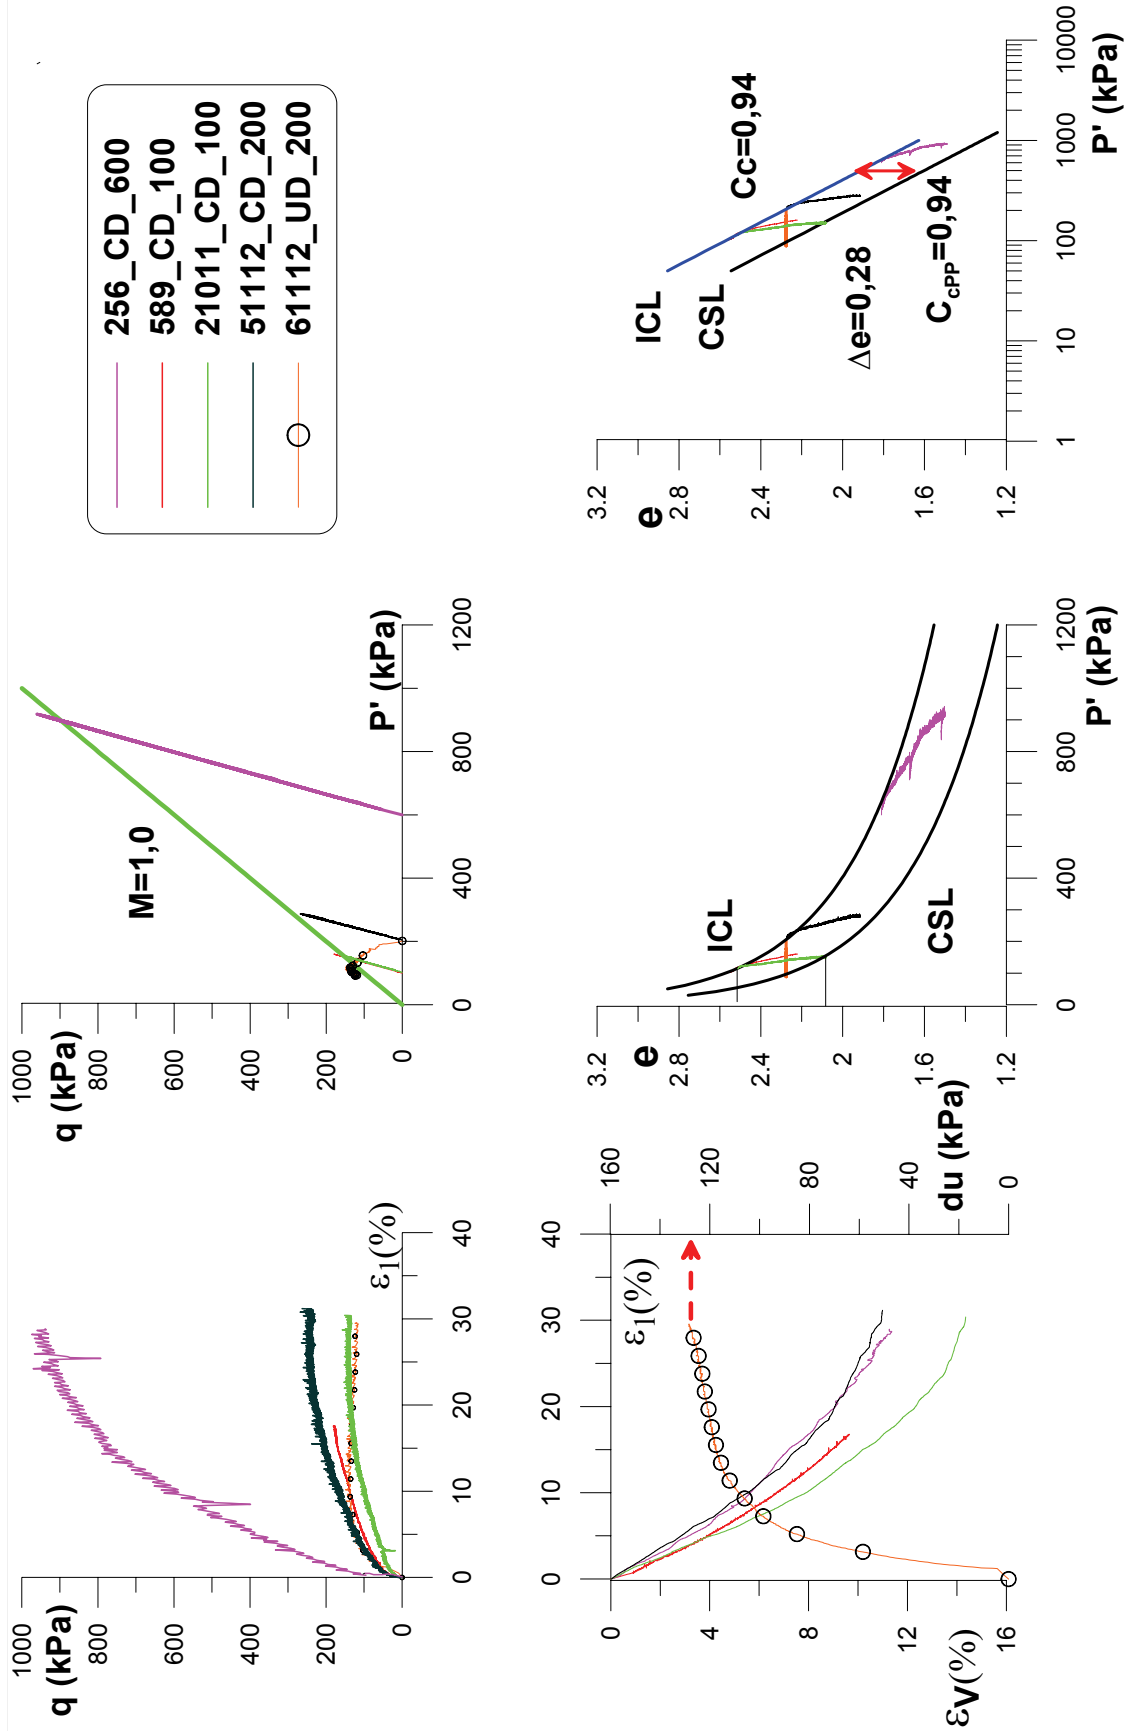 256_CD_600
589_CD_100
21011_CD_100
51112_CD_200
61112_UD_200
q (kPa)
1000
800
600
400
200
0
0
10
20
30
40
ε1(%)
q (kPa)
1000
800
600
400
200
0
M=1,0
0
400
800
1200
P' (kPa)
εV(%)
0
4
8
12
16
0
10
20
30
40
ε1(%)
160
120
80
40
0
du (kPa)
e
3.2
2.8
2.4
2
1.6
1.2
ICL
CSL
0
400
800
1200
P' (kPa)
e
3.2
2.8
2.4
2
1.6
1.2
ICL
CSL
Cc=0,94
Δe=0,28
CcPP=0,94
1
10
100
1000
10000
P' (kPa)